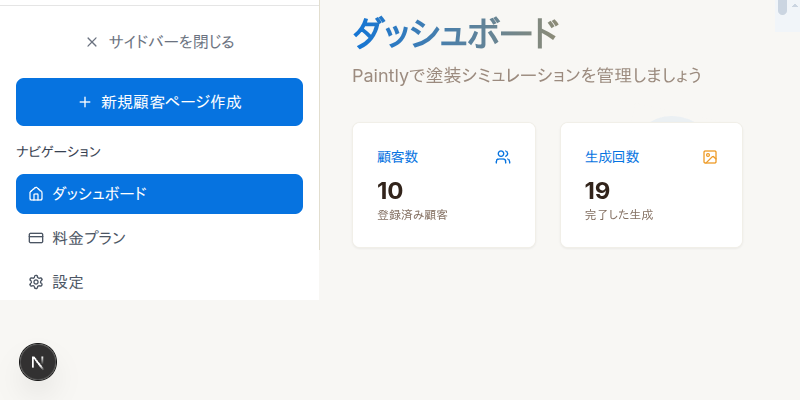 サイドバーを閉じる
新規顧客ページ作成
ナビゲーション
ダッシュボード
料金プラン
設定
N
ダッシュボード
Paintlyで塗装シミュレーションを管理しましょう
顧客数
10
登録済み顧客
生成回数
19
完了した生成